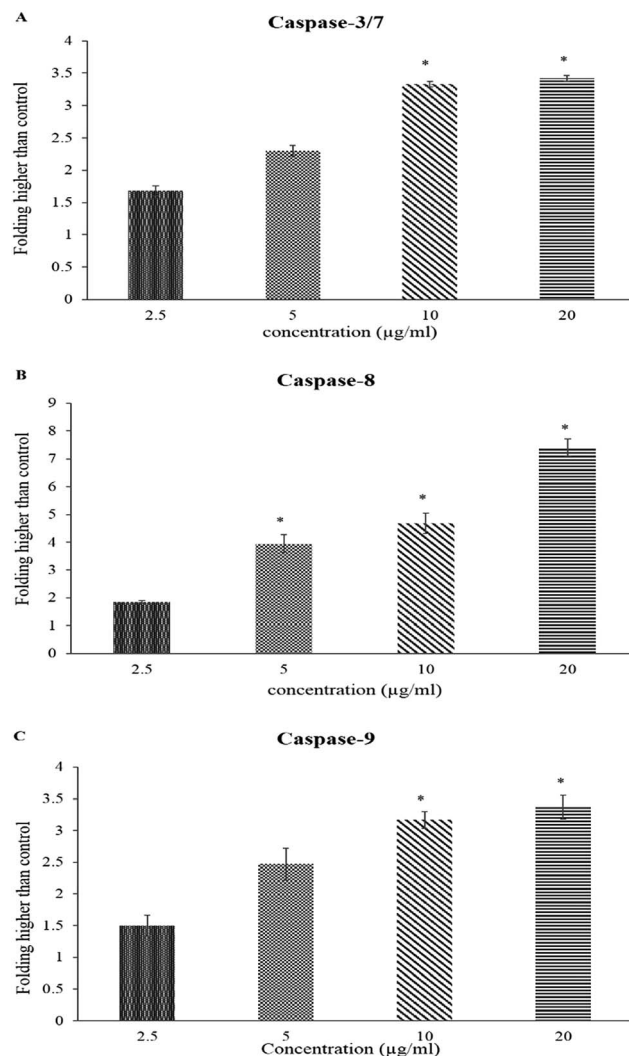 A
Caspase-3/7
Folding higher than control
4
3.5
3
2.5
2
1.5
1
0.5
0
*
*
2.5 5 10 20
concentration (µg/ml)
B
Caspase-8
Folding higher than control
9
8
7
6
5
4
3
2
1
0
*
*
*
2.5 5 10 20
concentration (µg/ml)
C
Caspase-9
Folding higher than control
4
3.5
3
2.5
2
1.5
1
0.5
0
*
*
2.5 5 10 20
Concentration (µg/ml)